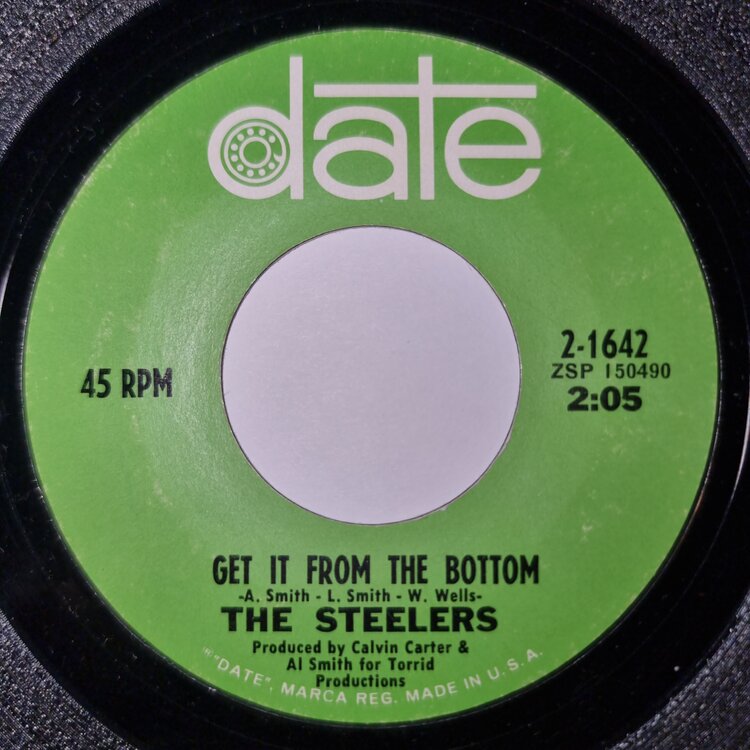 date
45 RPM
2-1642
ZSP 150490
2:05
GET IT FROM THE BOTTOM
-A. Smith - L. Smith - W. Wells-
THE STEELERS
Produced by Calvin Carter &
Al Smith for Torrid
Productions
"DATE", MARCA REG. MADE IN U.S.A.